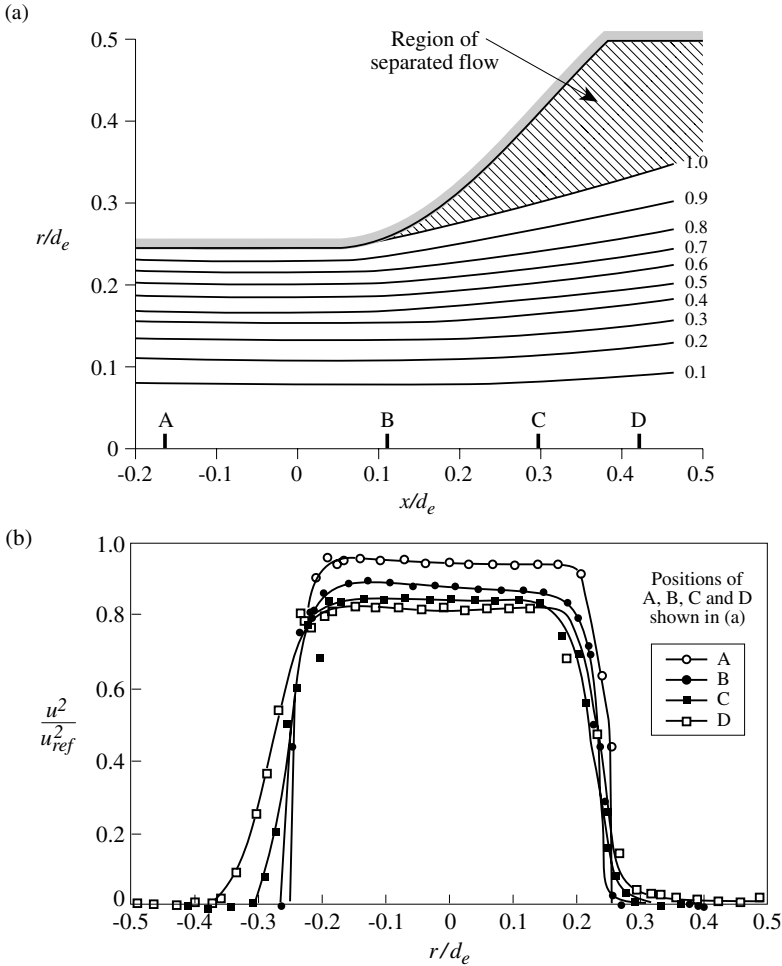 (a)
0.5
0.4
0.3
0.2
0.1
0
r/d_e
Region of
separated flow
1.0
0.9
0.8
0.7
0.6
0.5
0.4
0.3
0.2
0.1
A B C D
-0.2 -0.1 0 0.1 0.2 0.3 0.4 0.5
x/d_e
(b)
1.0
0.8
0.6
0.4
0.2
0
u^2
u_ref^2
Positions of
A, B, C and D
shown in (a)
A
B
C
D
-0.5 -0.4 -0.3 -0.2 -0.1 0 0.1 0.2 0.3 0.4 0.5
r/d_e